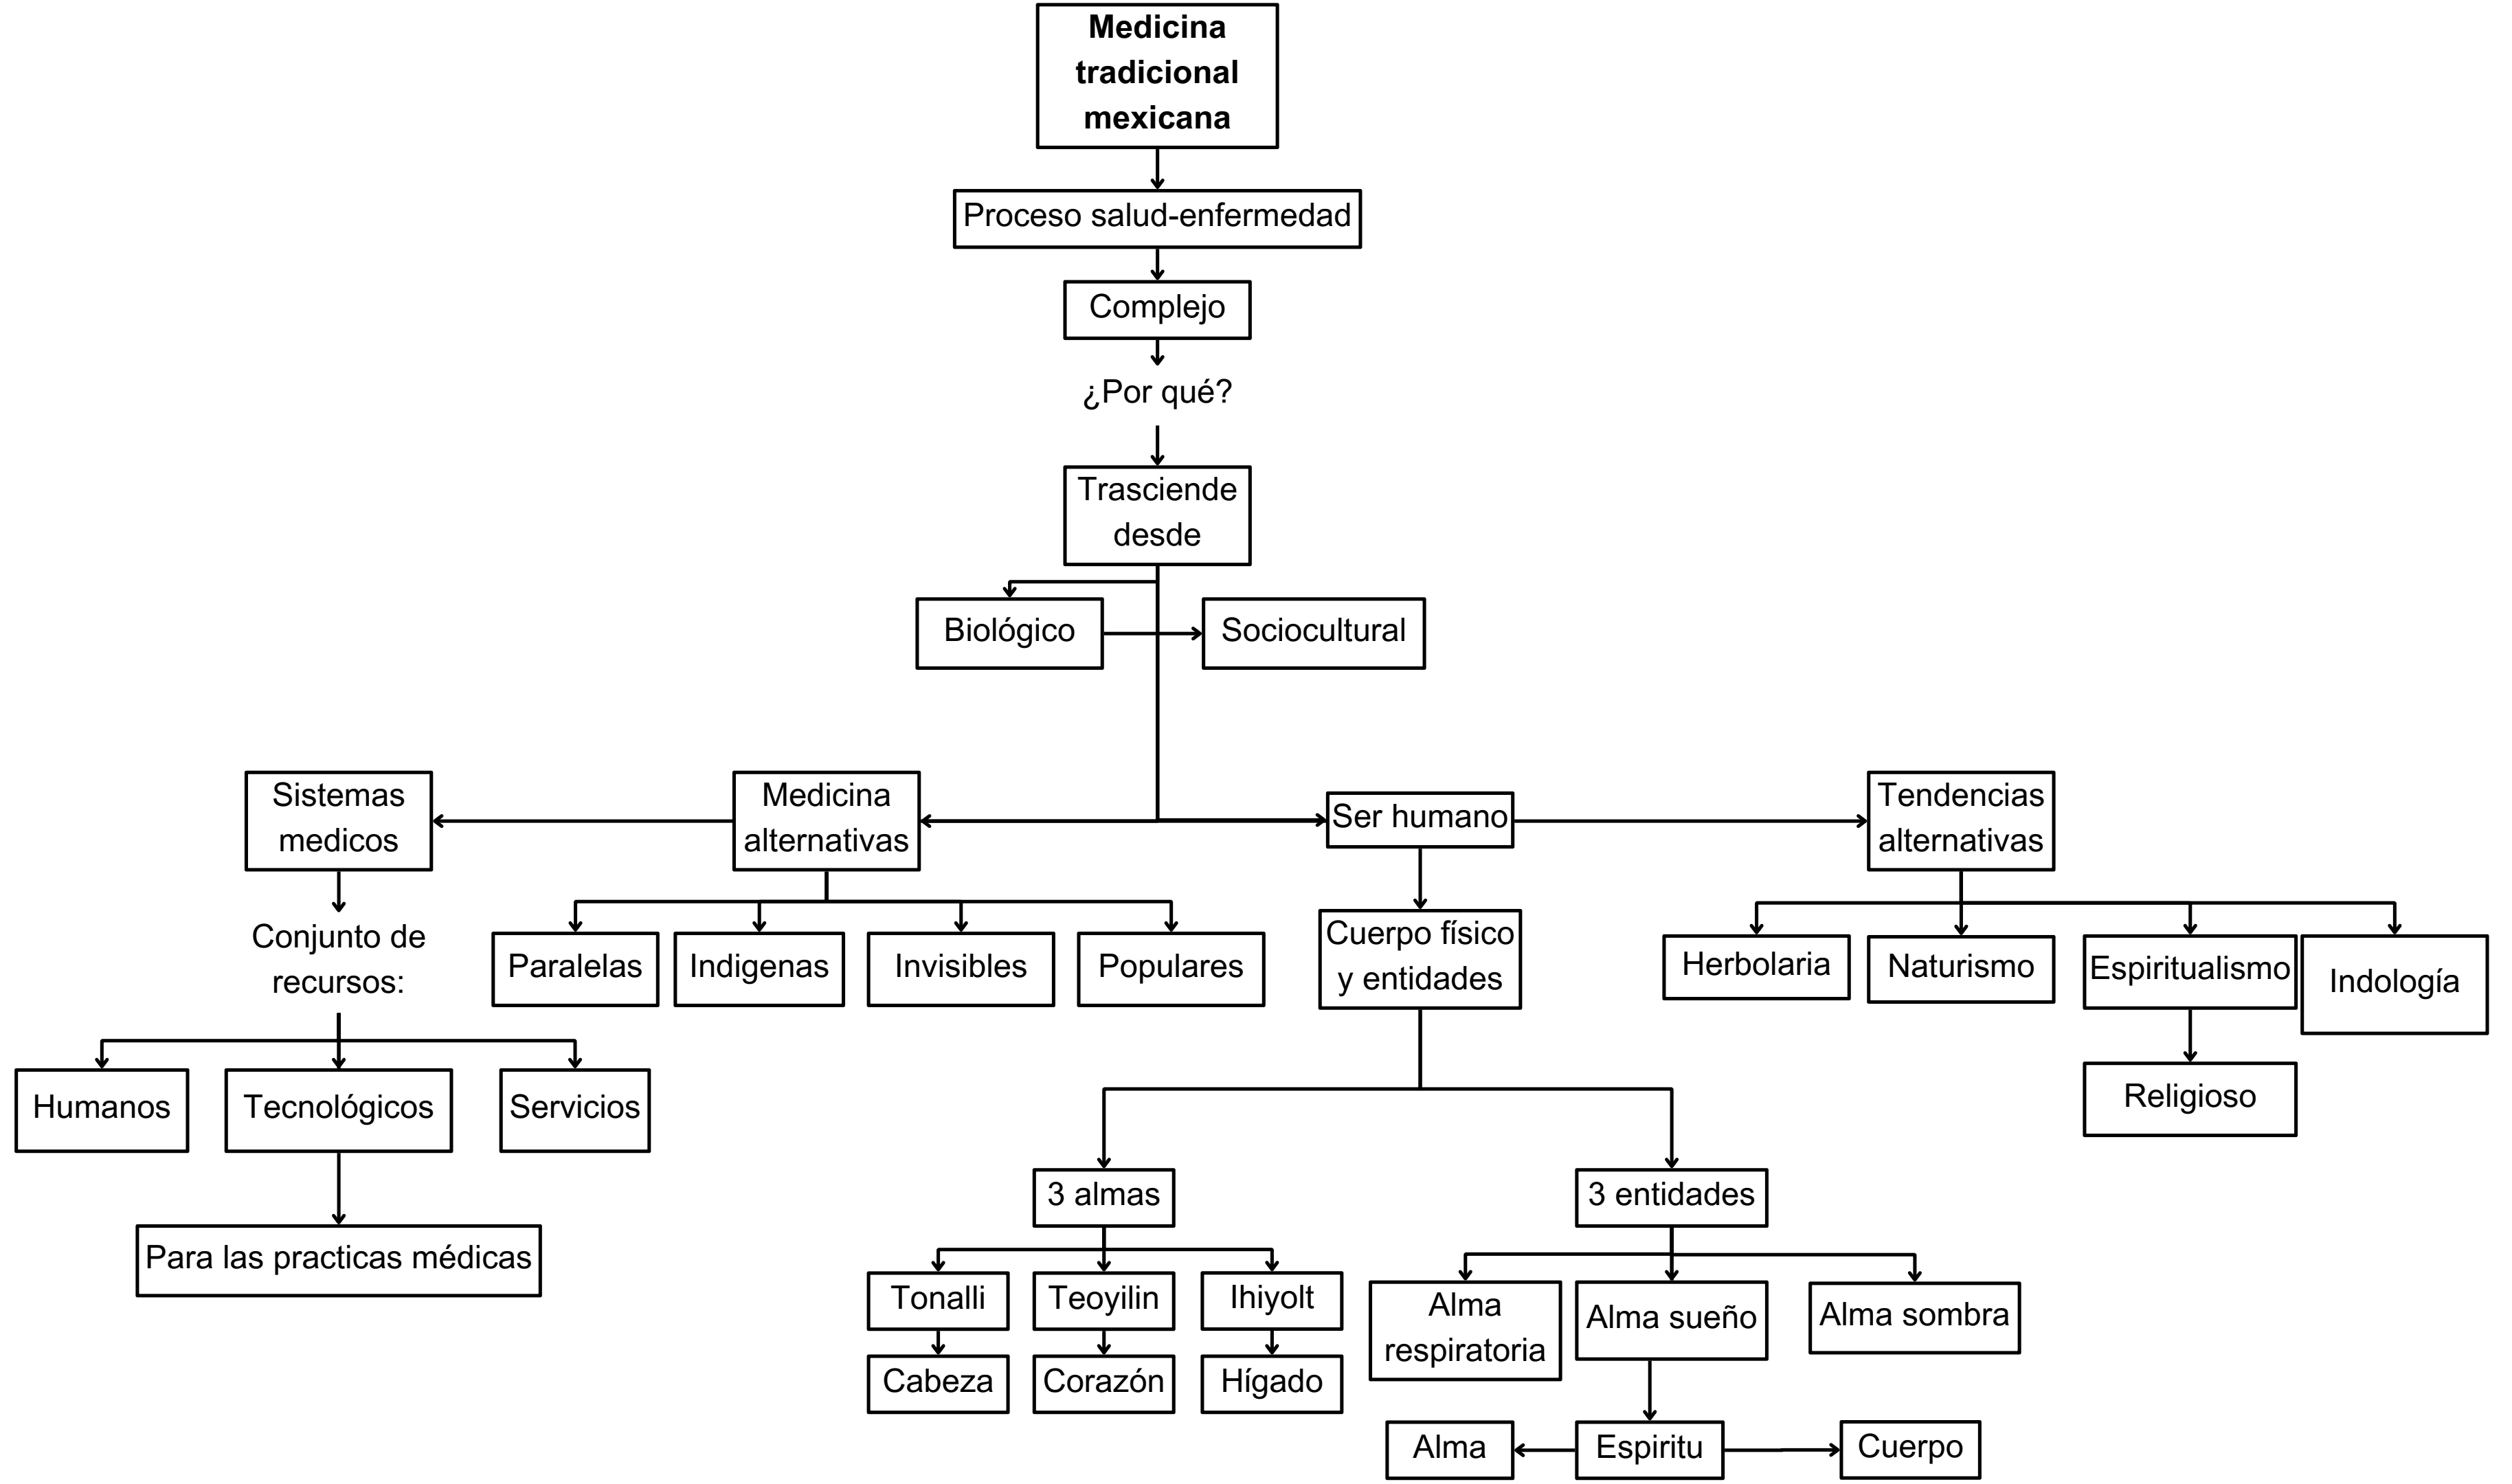 Medicina
tradicional
mexicana
Proceso salud-enfermedad
Complejo
¿Por qué?
Trasciende
desde
Biológico
Sociocultural
Sistemas
medicos
Medicina
alternativas
Ser humano
Tendencias
alternativas
Conjunto de
recursos:
Paralelas
Indigenas
Invisibles
Populares
Cuerpo físico
y entidades
Herbolaria
Naturismo
Espiritualismo
Indología
Humanos
Tecnológicos
Servicios
Religioso
Para las practicas médicas
3 almas
3 entidades
Tonalli
Teoyilin
Ihiyolt
Alma
respiratoria
Alma sueño
Alma sombra
Cabeza
Corazón
Hígado
Alma
Espiritu
Cuerpo